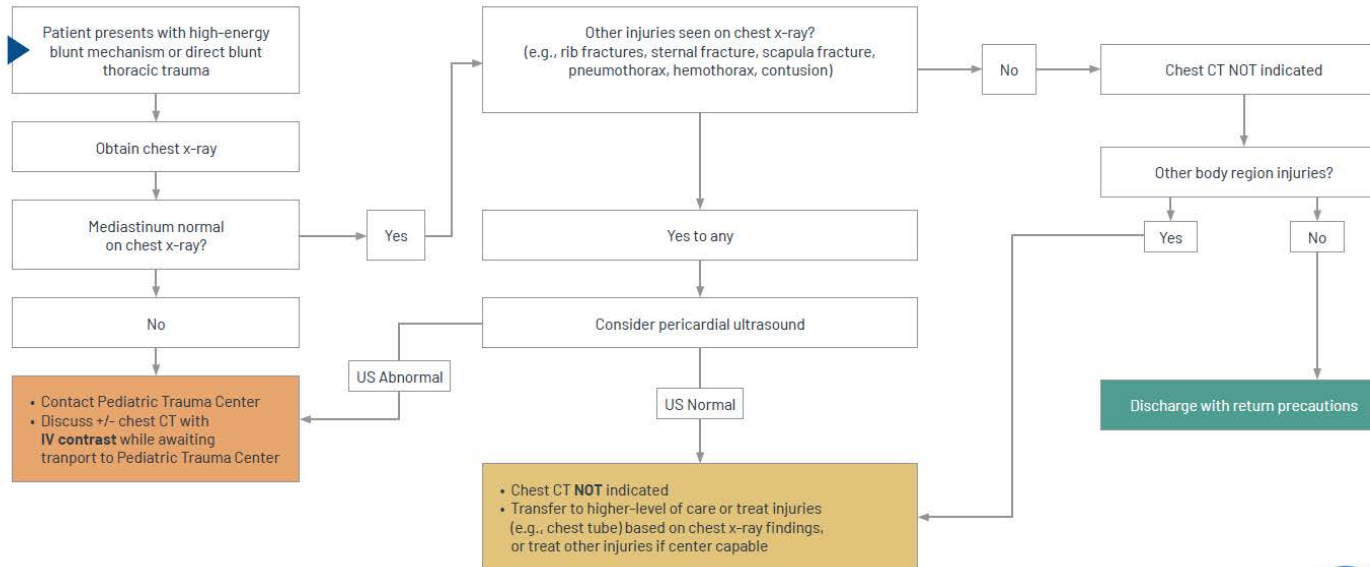 Patient presents with high-energy
blunt mechanism or direct blunt
thoracic trauma
Obtain chest x-ray
Mediastinum normal
on chest x-ray?
Yes
No
• Contact Pediatric Trauma Center
• Discuss +/- chest CT with
IV contrast while awaiting
tranport to Pediatric Trauma Center
Other injuries seen on chest x-ray?
(e.g., rib fractures, sternal fracture, scapula fracture,
pneumothorax, hemothorax, contusion)
Yes to any
Consider pericardial ultrasound
US Abnormal
US Normal
• Chest CT NOT indicated
• Transfer to higher-level of care or treat injuries
(e.g., chest tube) based on chest x-ray findings,
or treat other injuries if center capable
No
Chest CT NOT indicated
Other body region injuries?
Yes
No
Discharge with return precautions